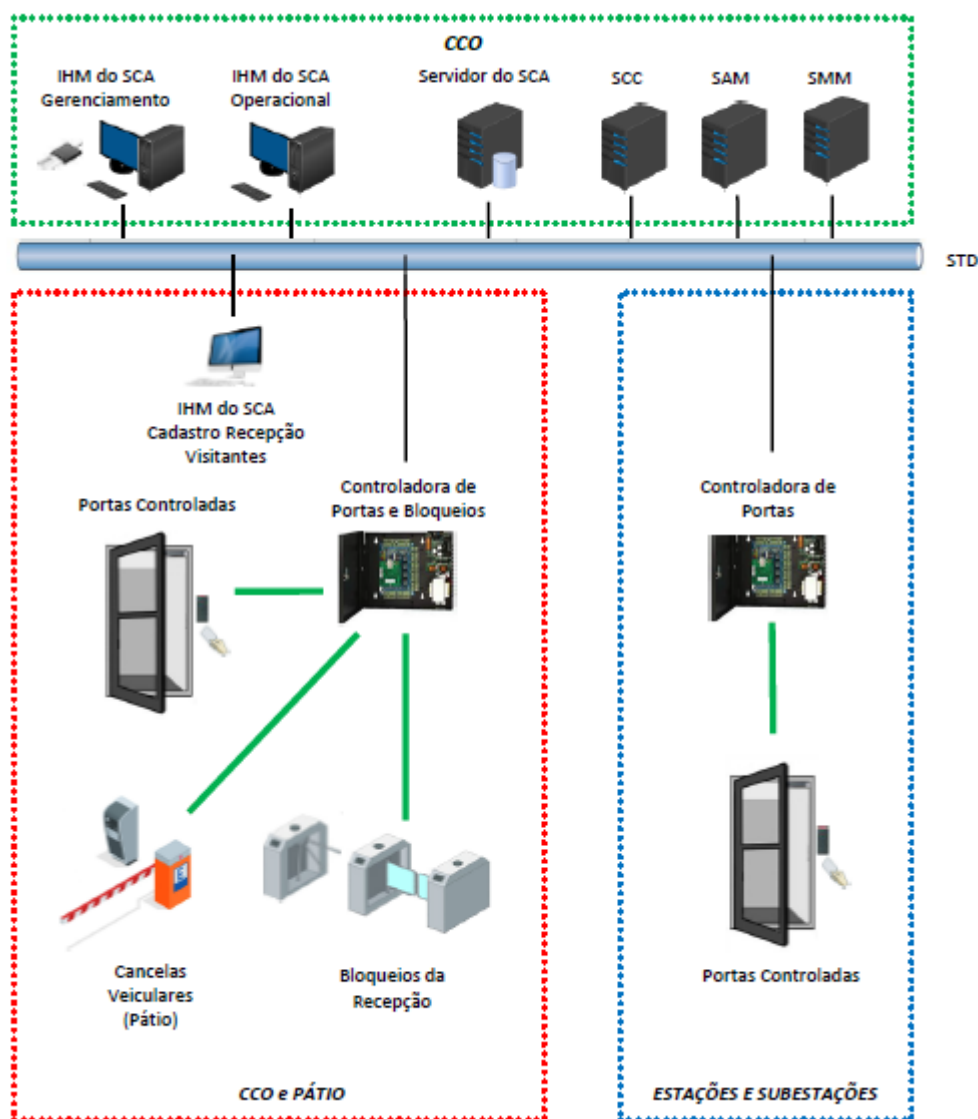 CCO
IHM do SCA
Gerenciamento
IHM do SCA
Operacional
Servidor do SCA
SCC
SAM
SMM
STD
IHM do SCA
Cadastro Recepção
Visitantes
Portas Controladas
Controladora de
Portas e Bloqueios
Controladora de
Portas
Cancelas
Veiculares
(Pátio)
Bloqueios da
Recepção
Portas Controladas
CCO e PÁTIO
ESTAÇÕES E SUBESTAÇÕES